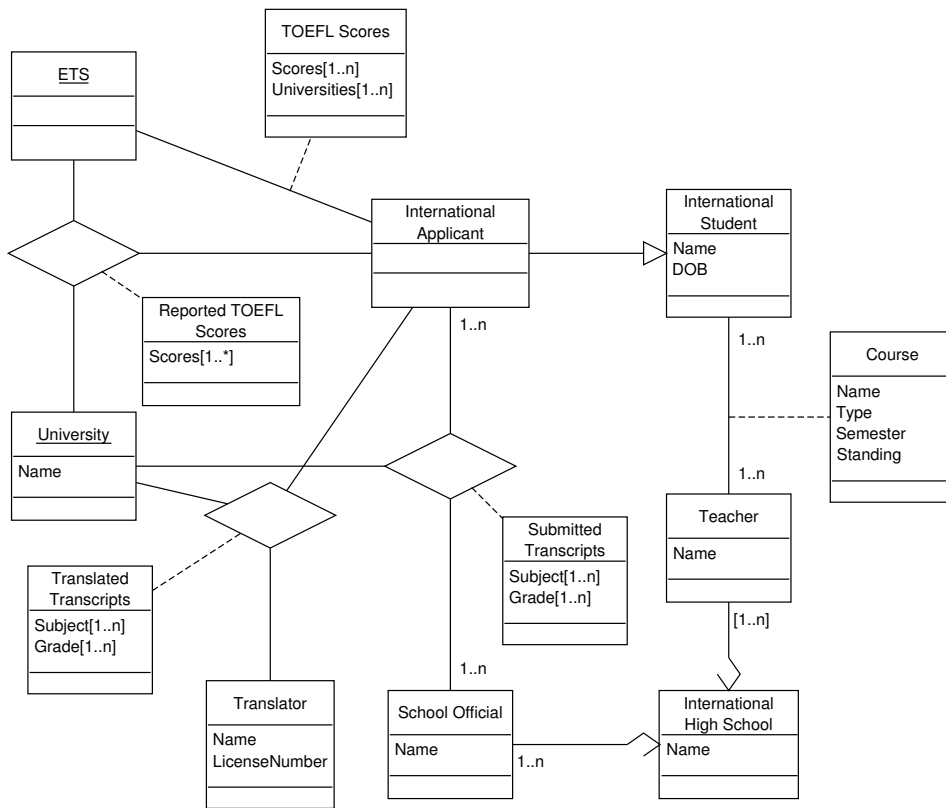 TOEFL Scores
Scores[1..n]
Universities[1..n]
ETS
International
Applicant
International
Student
Name
DOB
Reported TOEFL
Scores
Scores[1..*]
1..n
1..n
Course
Name
Type
Semester
Standing
University
Name
1..n
Teacher
Name
Submitted
Transcripts
Subject[1..n]
Grade[1..n]
Translated
Transcripts
Subject[1..n]
Grade[1..n]
[1..n]
1..n
Translator
Name
LicenseNumber
School Official
Name
1..n
International
High School
Name